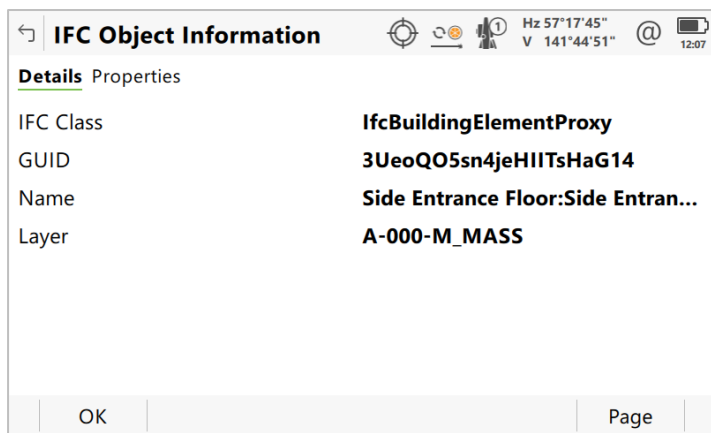 IFC Object Information
1
Hz 57°17'45"
V 141°44'51"
@
12:07
Details Properties
IFC Class IfcBuildingElementProxy
GUID 3UeoQO5sn4jeHIITsHaG14
Name Side Entrance Floor:Side Entran...
Layer A-000-M_MASS
OK Page